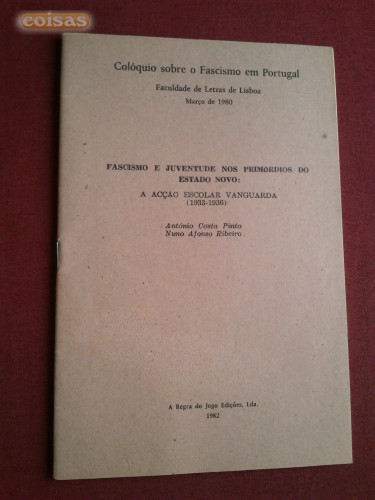 coisas
Colóquio sobre o Fascismo em Portugal
Faculdade de Letras de Lisboa
Março de 1980
FASCISMO E JUVENTUDE NOS PRIMÓRDIOS DO
ESTADO NOVO:
A ACÇÃO ESCOLAR VANGUARDA
(1933-1936)
António Costa Pinto
Nuno Afonso Ribeiro
A Regra do Jogo Edições, Lda.
1982